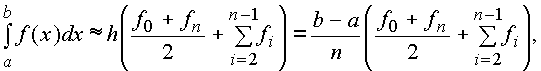 ∫_a^b f(x)dx ≈ h( (f_0 + f_n)/2 + ∑_{i=2}^{n-1} f_i ) = (b - a)/n ( (f_0 + f_n)/2 + ∑_{i=2}^{n-1} f_i ),